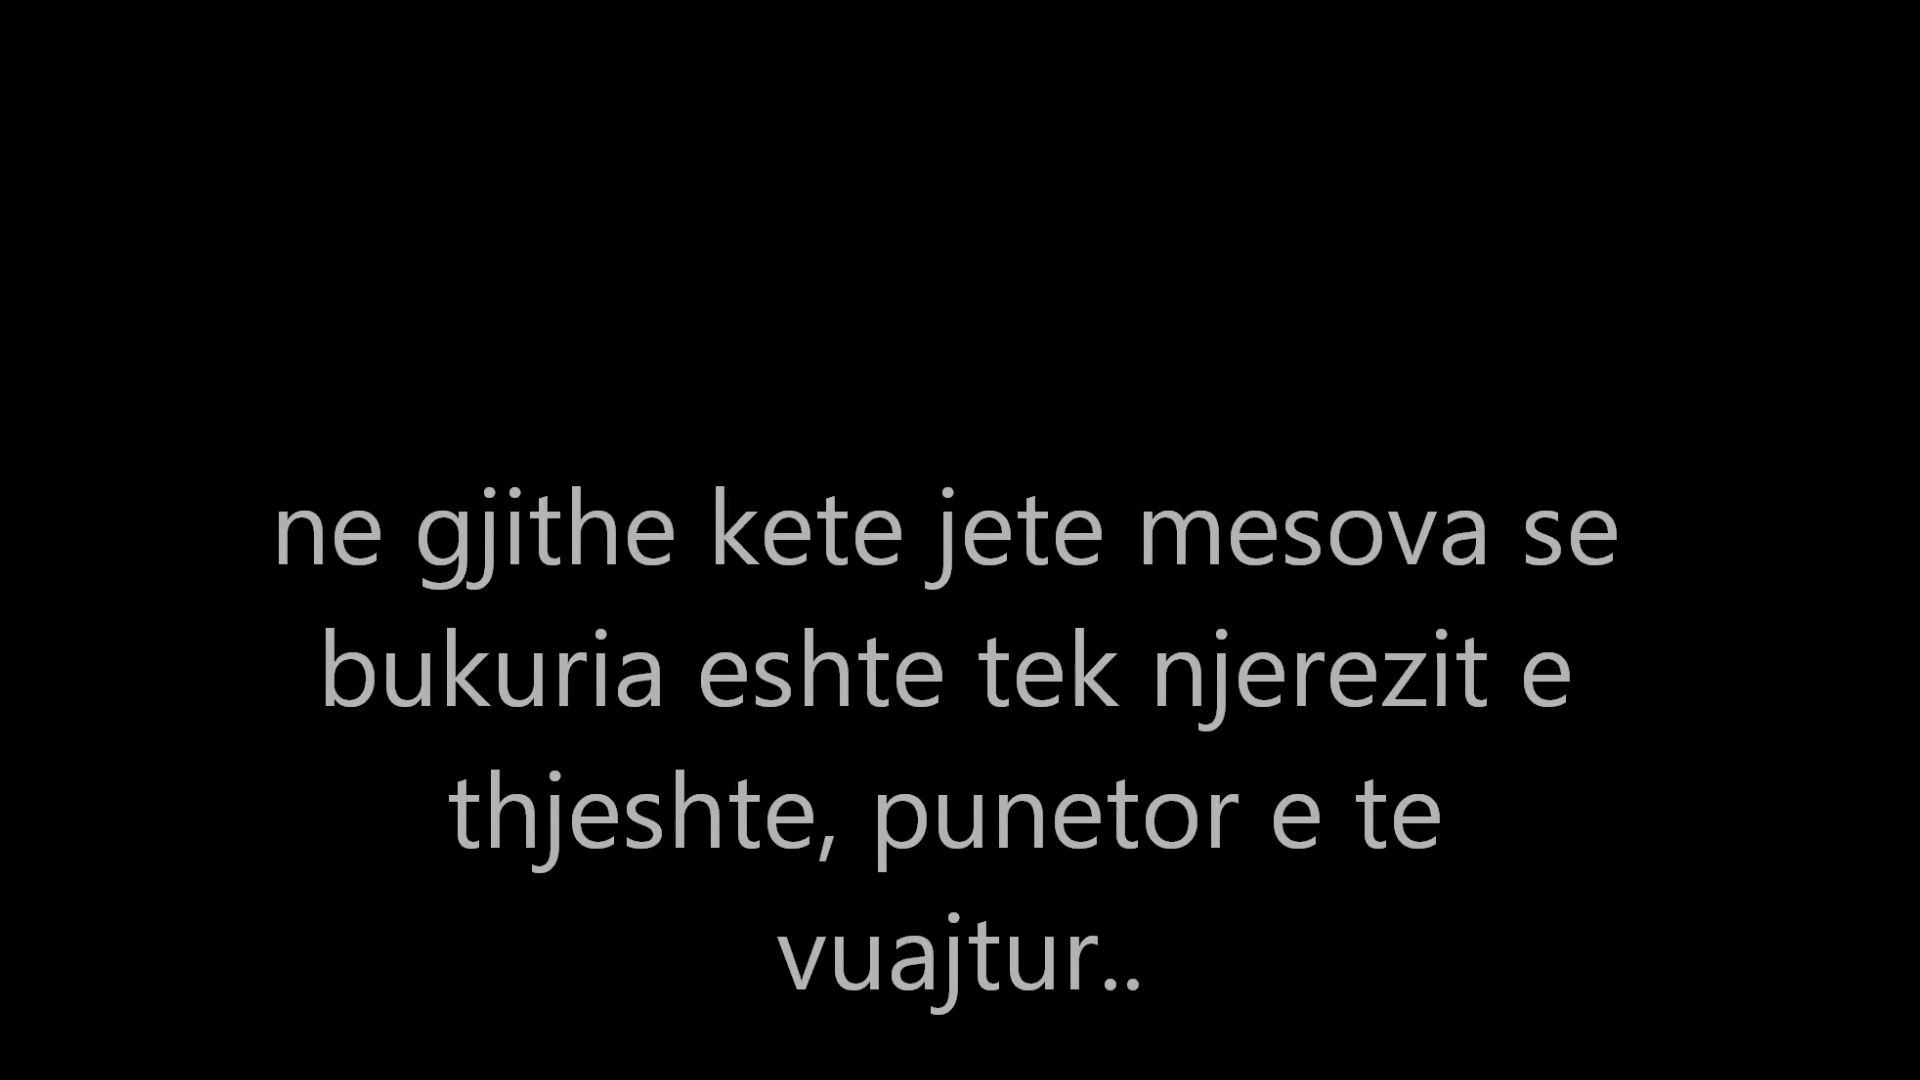 ne gjithe kete jete mesova se
bukuria eshte tek njerezit e
thjeshte, punetor e te
vuajtur..